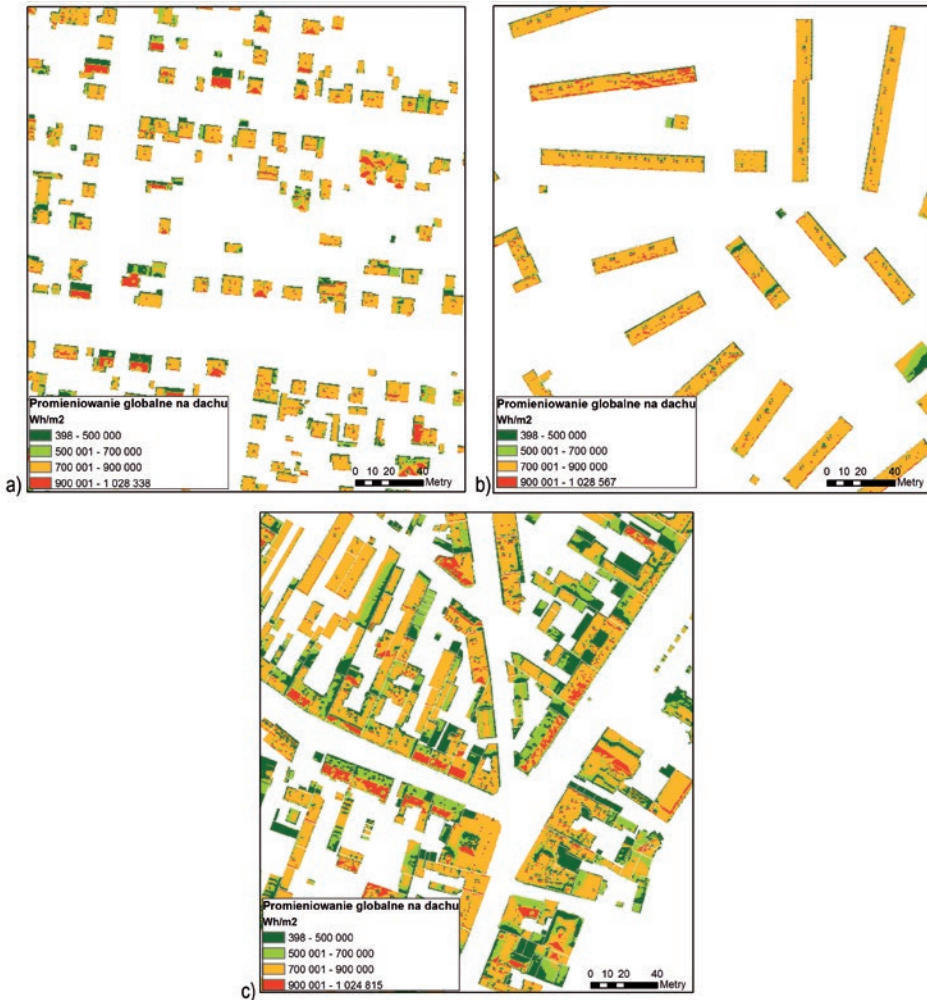 Promieniowanie globalne na dachu
Wh/m2
398 - 500 000
500 001 - 700 000
700 001 - 900 000
900 001 - 1 028 338
0 10 20 40
Metry
a)
Promieniowanie globalne na dachu
Wh/m2
398 - 500 000
500 001 - 700 000
700 001 - 900 000
900 001 - 1 028 567
0 10 20 40
Metry
b)
Promieniowanie globalne na dachu
Wh/m2
398 - 500 000
500 001 - 700 000
700 001 - 900 000
900 001 - 1 024 815
0 10 20 40
Metry
c)